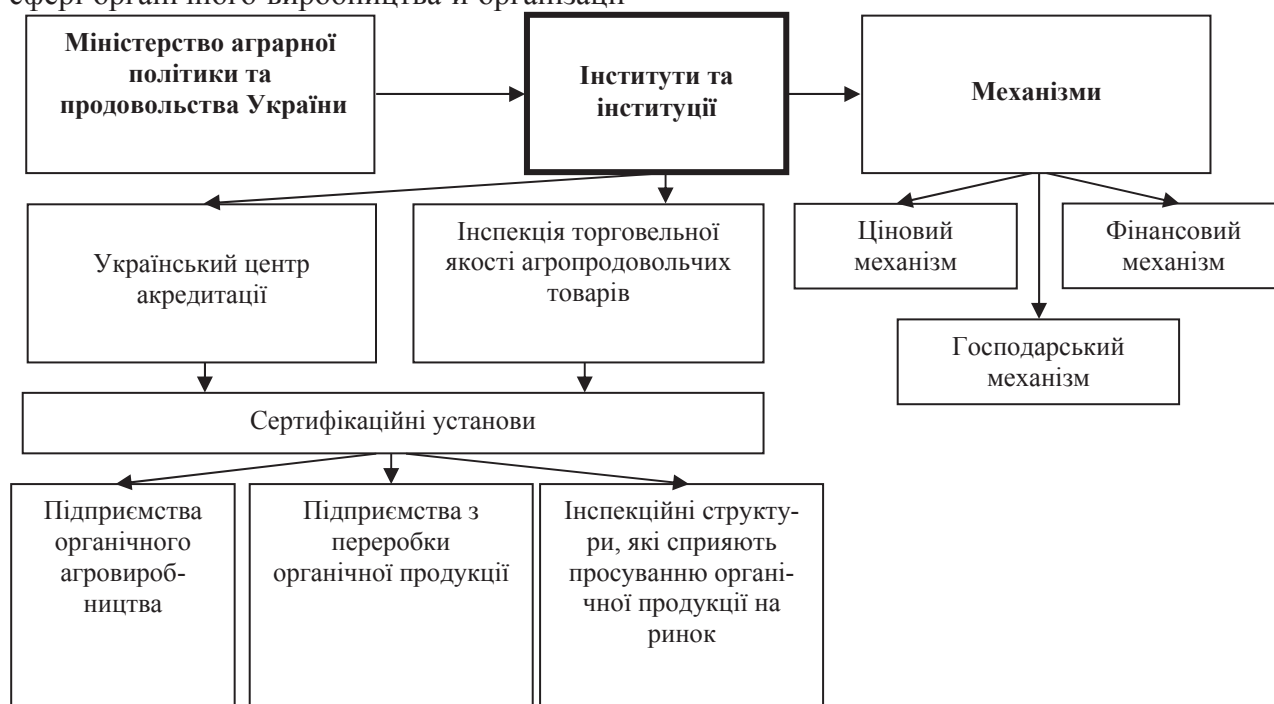 сфері органічного виробництва й організації
Міністерство аграрної
політики та
продовольства України
Інститути та
інституції
Механізми
Український центр
акредитації
Інспекція торговельної
якості агропродовольчих
товарів
Ціновий
механізм
Фінансовий
механізм
Господарський
механізм
Сертифікаційні установи
Підприємства
органічного
агровироб-
ництва
Підприємства з
переробки
органічної продукції
Інспекційні структу-
ри, які сприяють
просуванню органі-
чної продукції на
ринок